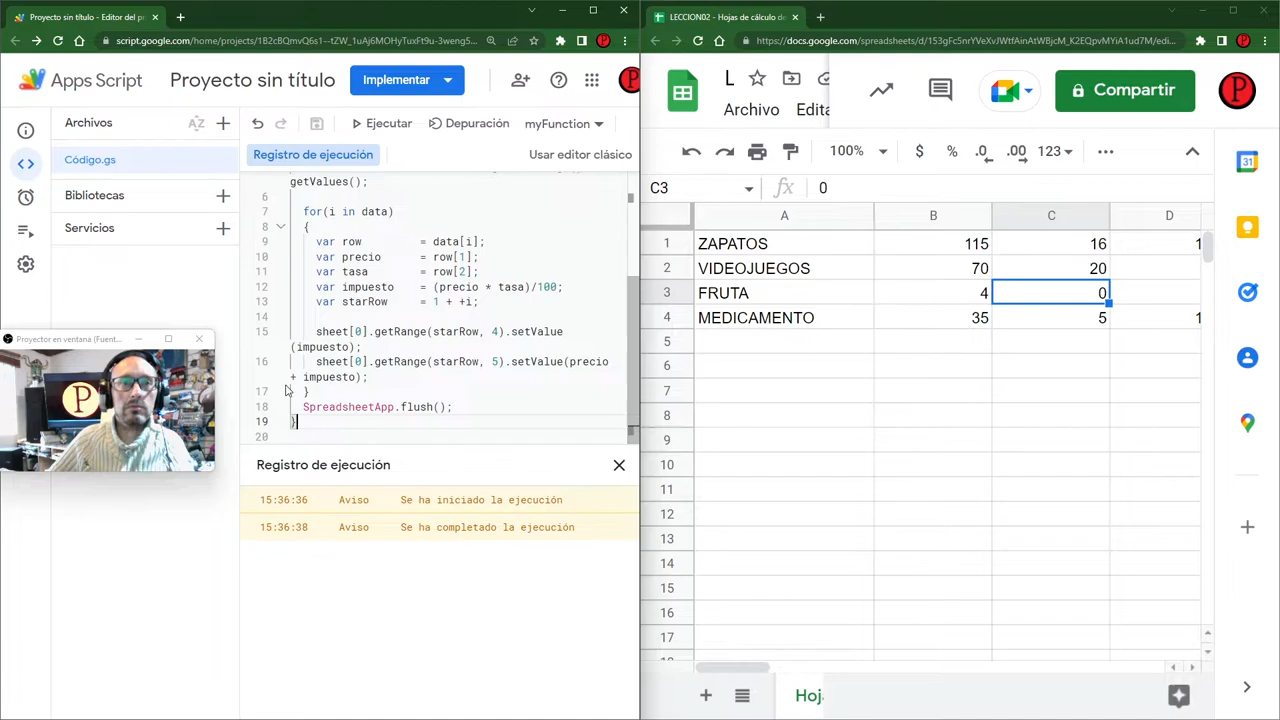 Proyecto sin título - Editor del pr
script.google.com/home/projects/1B2cBQmvQ6s1--tZW_1uAj6MOHyTuxFt9u-3weng5...
Apps Script
Proyecto sin título
Implementar
Archivos
AZ
Ejecutar
Depuración
myFunction
Código.gs
Registro de ejecución
Usar editor clásico
Bibliotecas
Servicios
getValues();
6
7 for(i in data)
8 {
9 var row = data[i];
10 var precio = row[1];
11 var tasa = row[2];
12 var impuesto = (precio * tasa)/100;
13 var starRow = 1 + +i;
14
15 sheet[0].getRange(starRow, 4).setValue
(impuesto);
16 sheet[0].getRange(starRow, 5).setValue(precio
+ impuesto);
17 }
18 SpreadsheetApp.flush();
19 }
20
Proyector en ventana (Fuent...
P
Registro de ejecución
15:36:36 Aviso Se ha iniciado la ejecución
15:36:38 Aviso Se ha completado la ejecución
LECCION02 - Hojas de cálculo de
https://docs.google.com/spreadsheets/d/153gFc5nrYVeXvJWtfAinAtWBjcM_K2EQpvMYiA1ud7M/edi...
L
Archivo
Edita
Compartir
P
100%
$
%
.0
.00
123
C3
fx
0
A B C D
1 ZAPATOS 115 16 1
2 VIDEOJUEGOS 70 20
3 FRUTA 4 0
4 MEDICAMENTO 35 5 1
5
6
7
8
9
10
11
12
13
14
15
16
17
Hoj
31